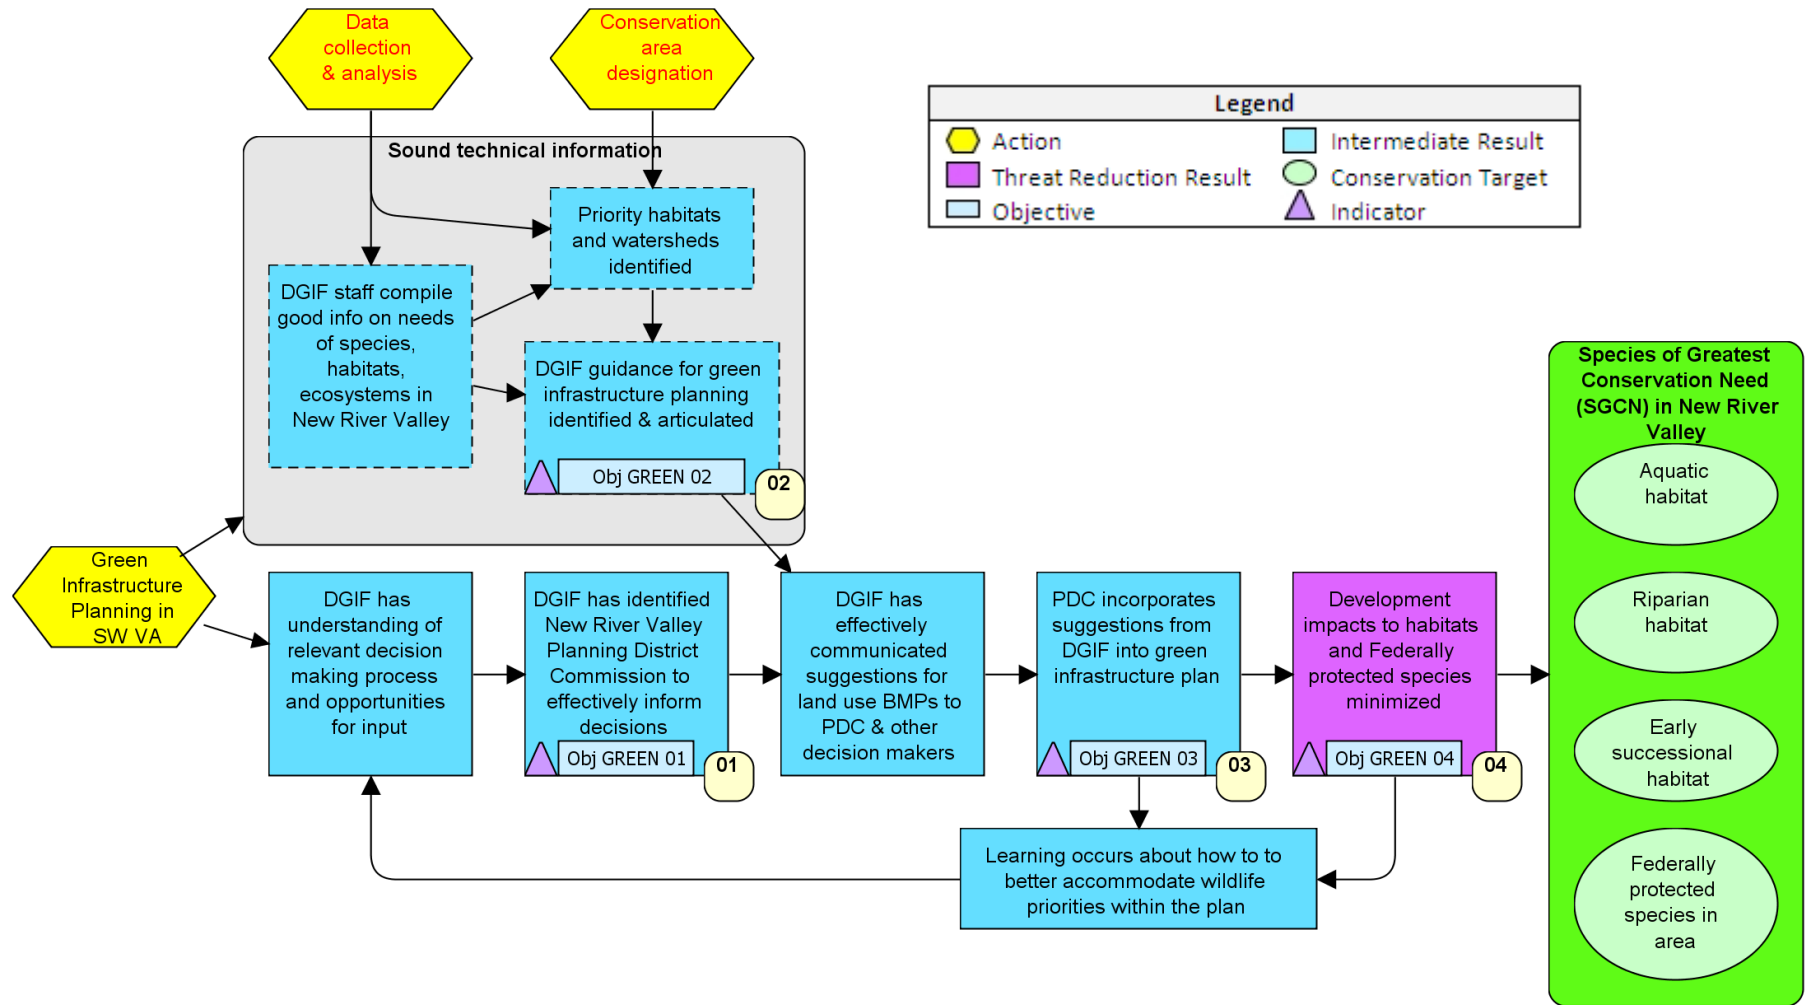 Data
collection
& analysis
Conservation
area
designation
Legend
Action
Intermediate Result
Threat Reduction Result
Conservation Target
Objective
Indicator
Sound technical information
Priority habitats
and watersheds
identified
DGIF staff compile
good info on needs
of species,
habitats,
ecosystems in
New River Valley
DGIF guidance for green
infrastructure planning
identified & articulated
Obj GREEN 02
02
Green
Infrastructure
Planning in
SW VA
DGIF has
understanding of
relevant decision
making process
and opportunities
for input
DGIF has identified
New River Valley
Planning District
Commission to
effectively inform
decisions
Obj GREEN 01
01
DGIF has
effectively
communicated
suggestions for
land use BMPs to
PDC & other
decision makers
PDC incorporates
suggestions from
DGIF into green
infrastructure plan
Obj GREEN 03
03
Development
impacts to habitats
and Federally
protected species
minimized
Obj GREEN 04
04
Learning occurs about how to to
better accommodate wildlife
priorities within the plan
Species of Greatest
Conservation Need
(SGCN) in New River
Valley
Aquatic
habitat
Riparian
habitat
Early
successional
habitat
Federally
protected
species in
area